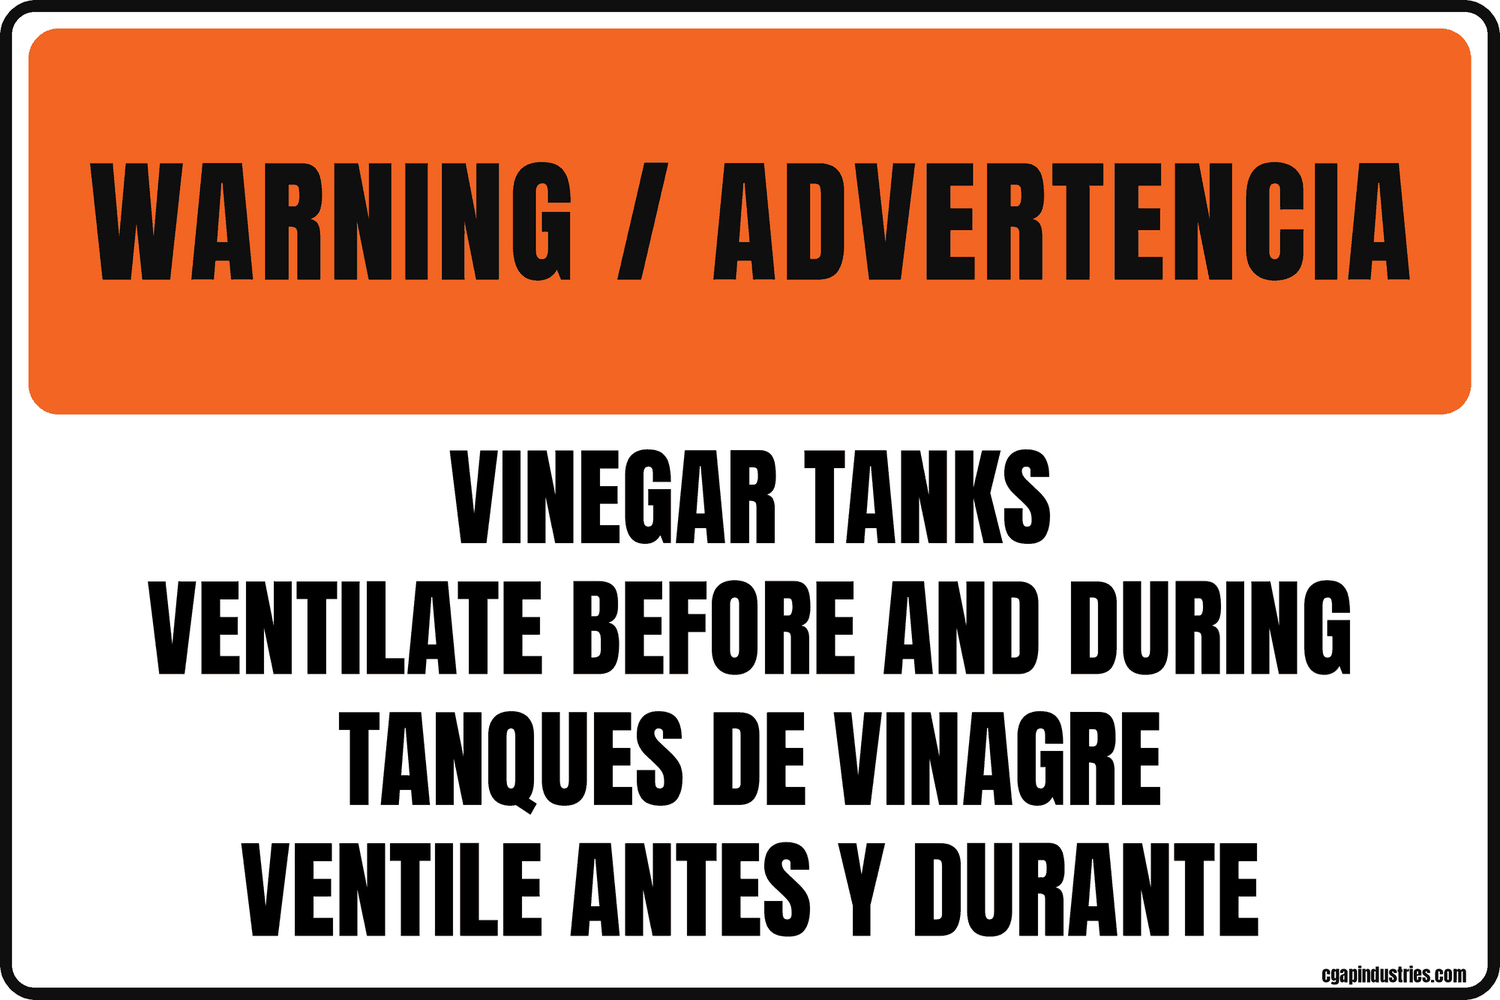 WARNING / ADVERTENCIA
VINEGAR TANKS
VENTILATE BEFORE AND DURING
TANQUES DE VINAGRE
VENTILE ANTES Y DURANTE
cgapindustries.com